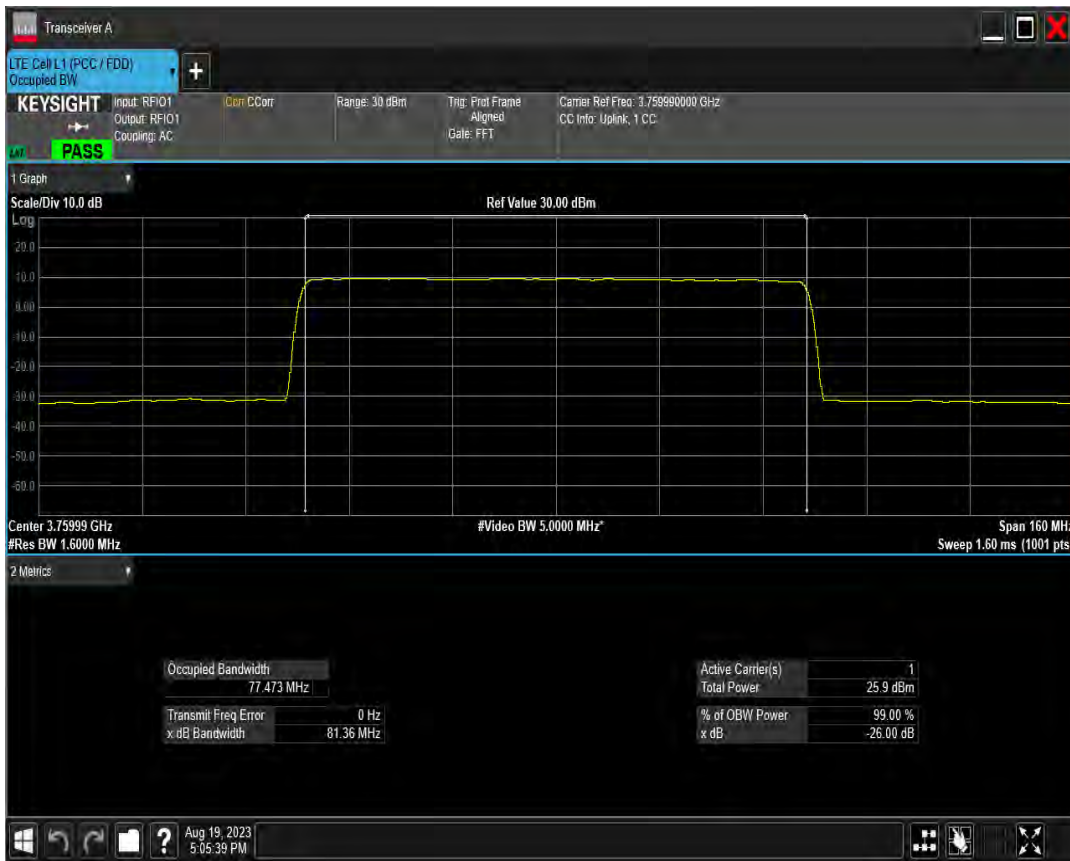 Transceiver A
LTE Cell L1 (PCC / FDD)
Occupied BW
+
KEYSIGHT
Input: RFIO1
Output: RFIO1
Coupling: AC
Corr CCorr
Range: 30 dBm
Trig: Prot Frame
Aligned
Gate: FFT
Carrier Ref Freq: 3.759990000 GHz
CC Info: Uplink, 1 CC
PASS
1 Graph
Scale/Div 10.0 dB
Ref Value 30.00 dBm
Log
20.0
10.0
0.00
-10.0
-20.0
-30.0
-40.0
-50.0
-60.0
Center 3.75999 GHz
#Video BW 5.0000 MHz*
Span 160 MHz
#Res BW 1.6000 MHz
Sweep 1.60 ms (1001 pts
2 Metrics
Occupied Bandwidth
77.473 MHz
Transmit Freq Error 0 Hz
x dB Bandwidth 81.36 MHz
Active Carrier(s) 1
Total Power 25.9 dBm
% of OBW Power 99.00 %
x dB -26.00 dB
?
Aug 19, 2023
5:05:39 PM